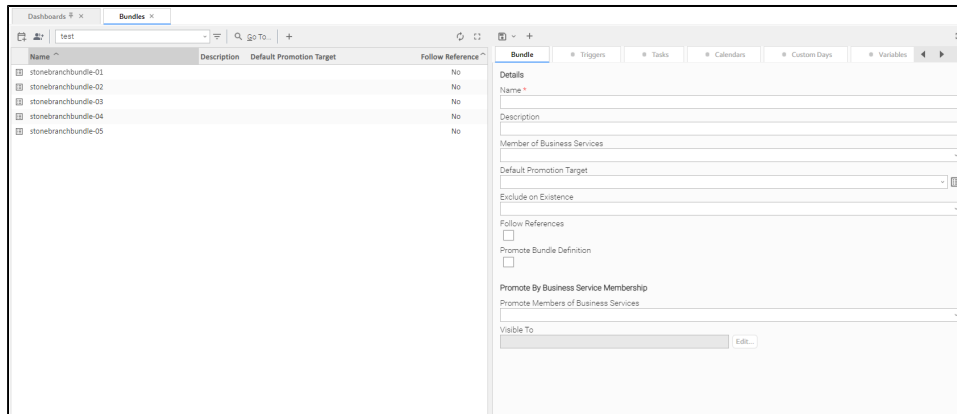 Dashboards
Bundles
test
Go To...
Name
Description
Default Promotion Target
Follow Reference
stonebranchbundle-01
No
stonebranchbundle-02
No
stonebranchbundle-03
No
stonebranchbundle-04
No
stonebranchbundle-05
No
Bundle
Triggers
Tasks
Calendars
Custom Days
Variables
Details
Name *
Description
Member of Business Services
Default Promotion Target
Exclude on Existence
Follow References
Promote Bundle Definition
Promote By Business Service Membership
Promote Members of Business Services
Visible To
Edit...